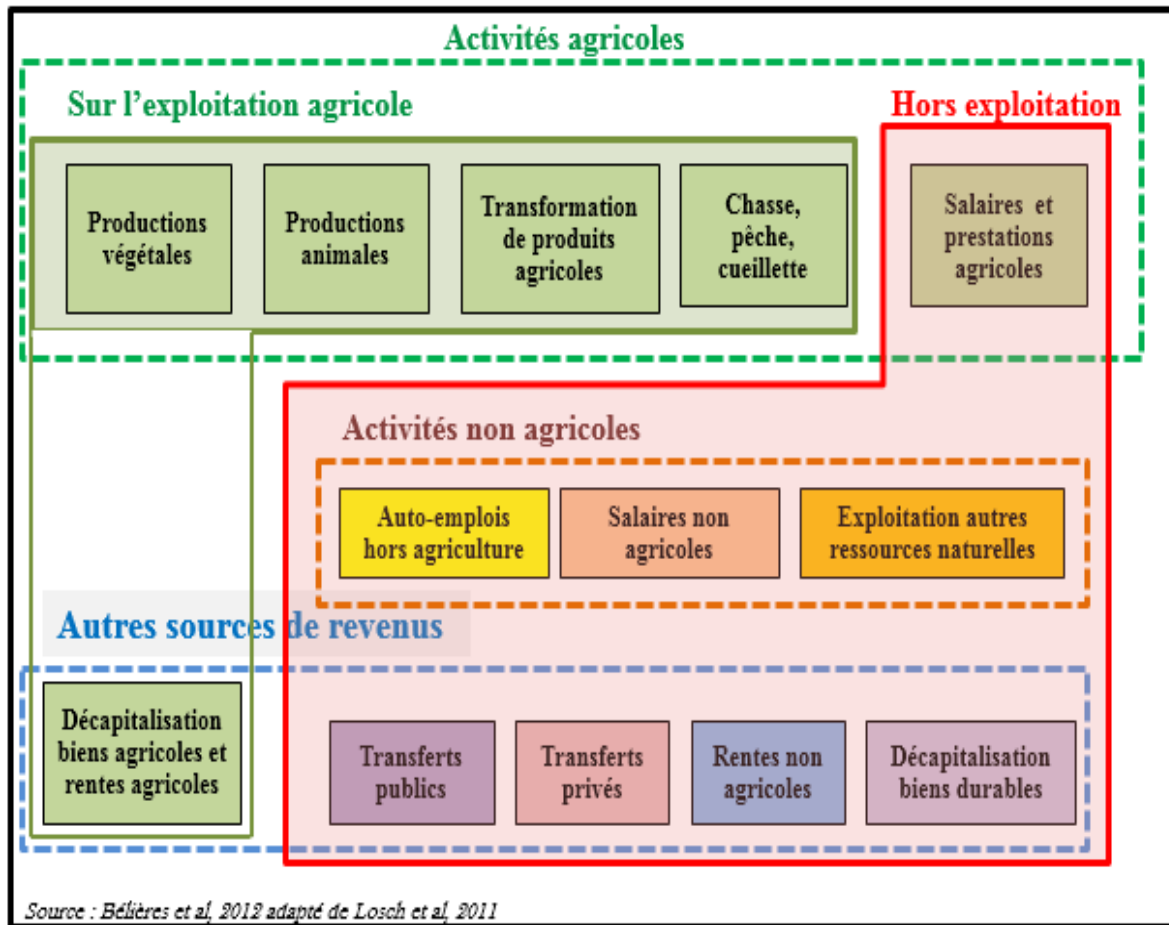 Activités agricoles
Sur l'exploitation agricole
Hors exploitation
Productions
végétales
Productions
animales
Transformation
de produits
agricoles
Chasse,
pêche,
cueillette
Salaires et
prestations
agricoles
Activités non agricoles
Auto-emplois
hors agriculture
Salaires non
agricoles
Exploitation autres
ressources naturelles
Autres sources de revenus
Décapitalisation
biens agricoles et
rentes agricoles
Transferts
publics
Transferts
privés
Rentes non
agricoles
Décapitalisation
biens durables
Source : Bélières et al, 2012 adapté de Losch et al, 2011